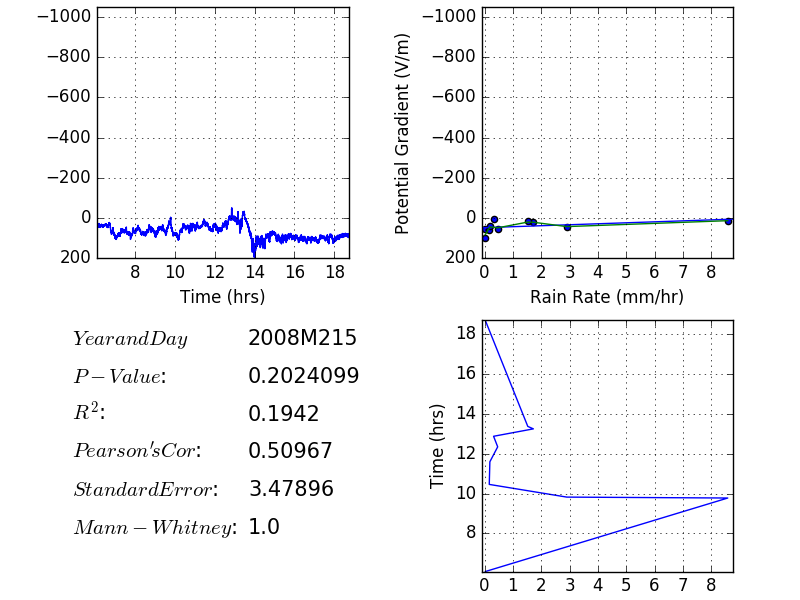 −1000
−800
−600
−400
−200
0
200
8 10 12 14 16 18
Time (hrs)
Potential Gradient (V/m)
−1000
−800
−600
−400
−200
0
200
0 1 2 3 4 5 6 7 8
Rain Rate (mm/hr)
YearandDay 2008M215
P−Value: 0.2024099
R²: 0.1942
Pearson'sCor: 0.50967
StandardError: 3.47896
Mann−Whitney: 1.0
Time (hrs)
18
16
14
12
10
8
0 1 2 3 4 5 6 7 8